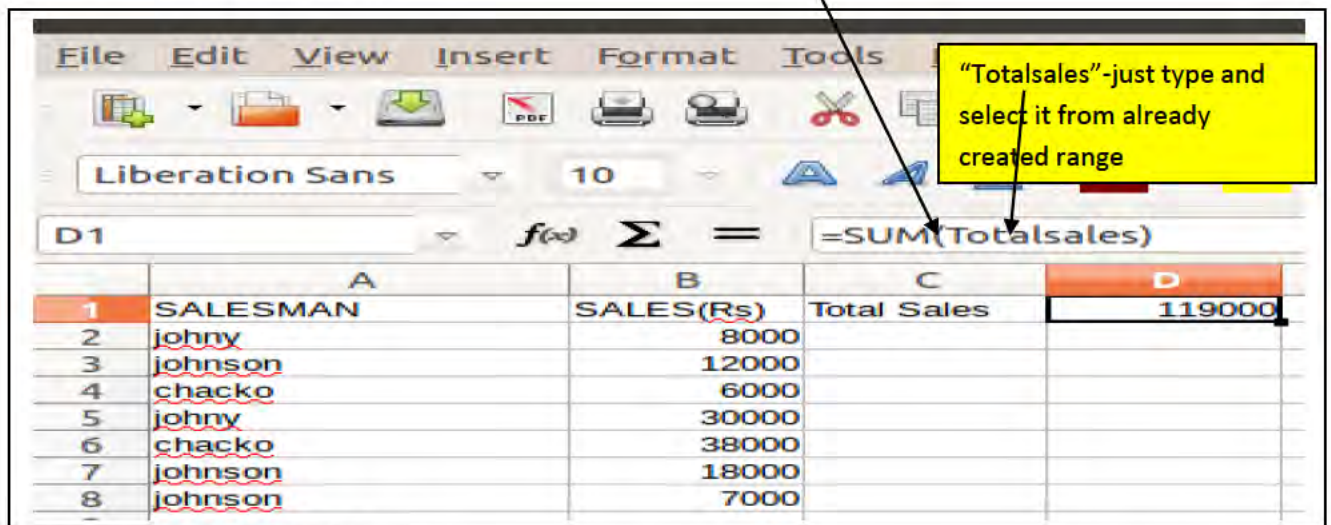 File Edit View Insert Format Tools
"Totalsales"-just type and
select it from already
created range
PDF
Liberation Sans 10
D1 f(x) Σ = =SUM(Totalsales)
A B C D
1 SALESMAN SALES(Rs) Total Sales 119000
2 johny 8000
3 johnson 12000
4 chacko 6000
5 johny 30000
6 chacko 38000
7 johnson 18000
8 johnson 7000